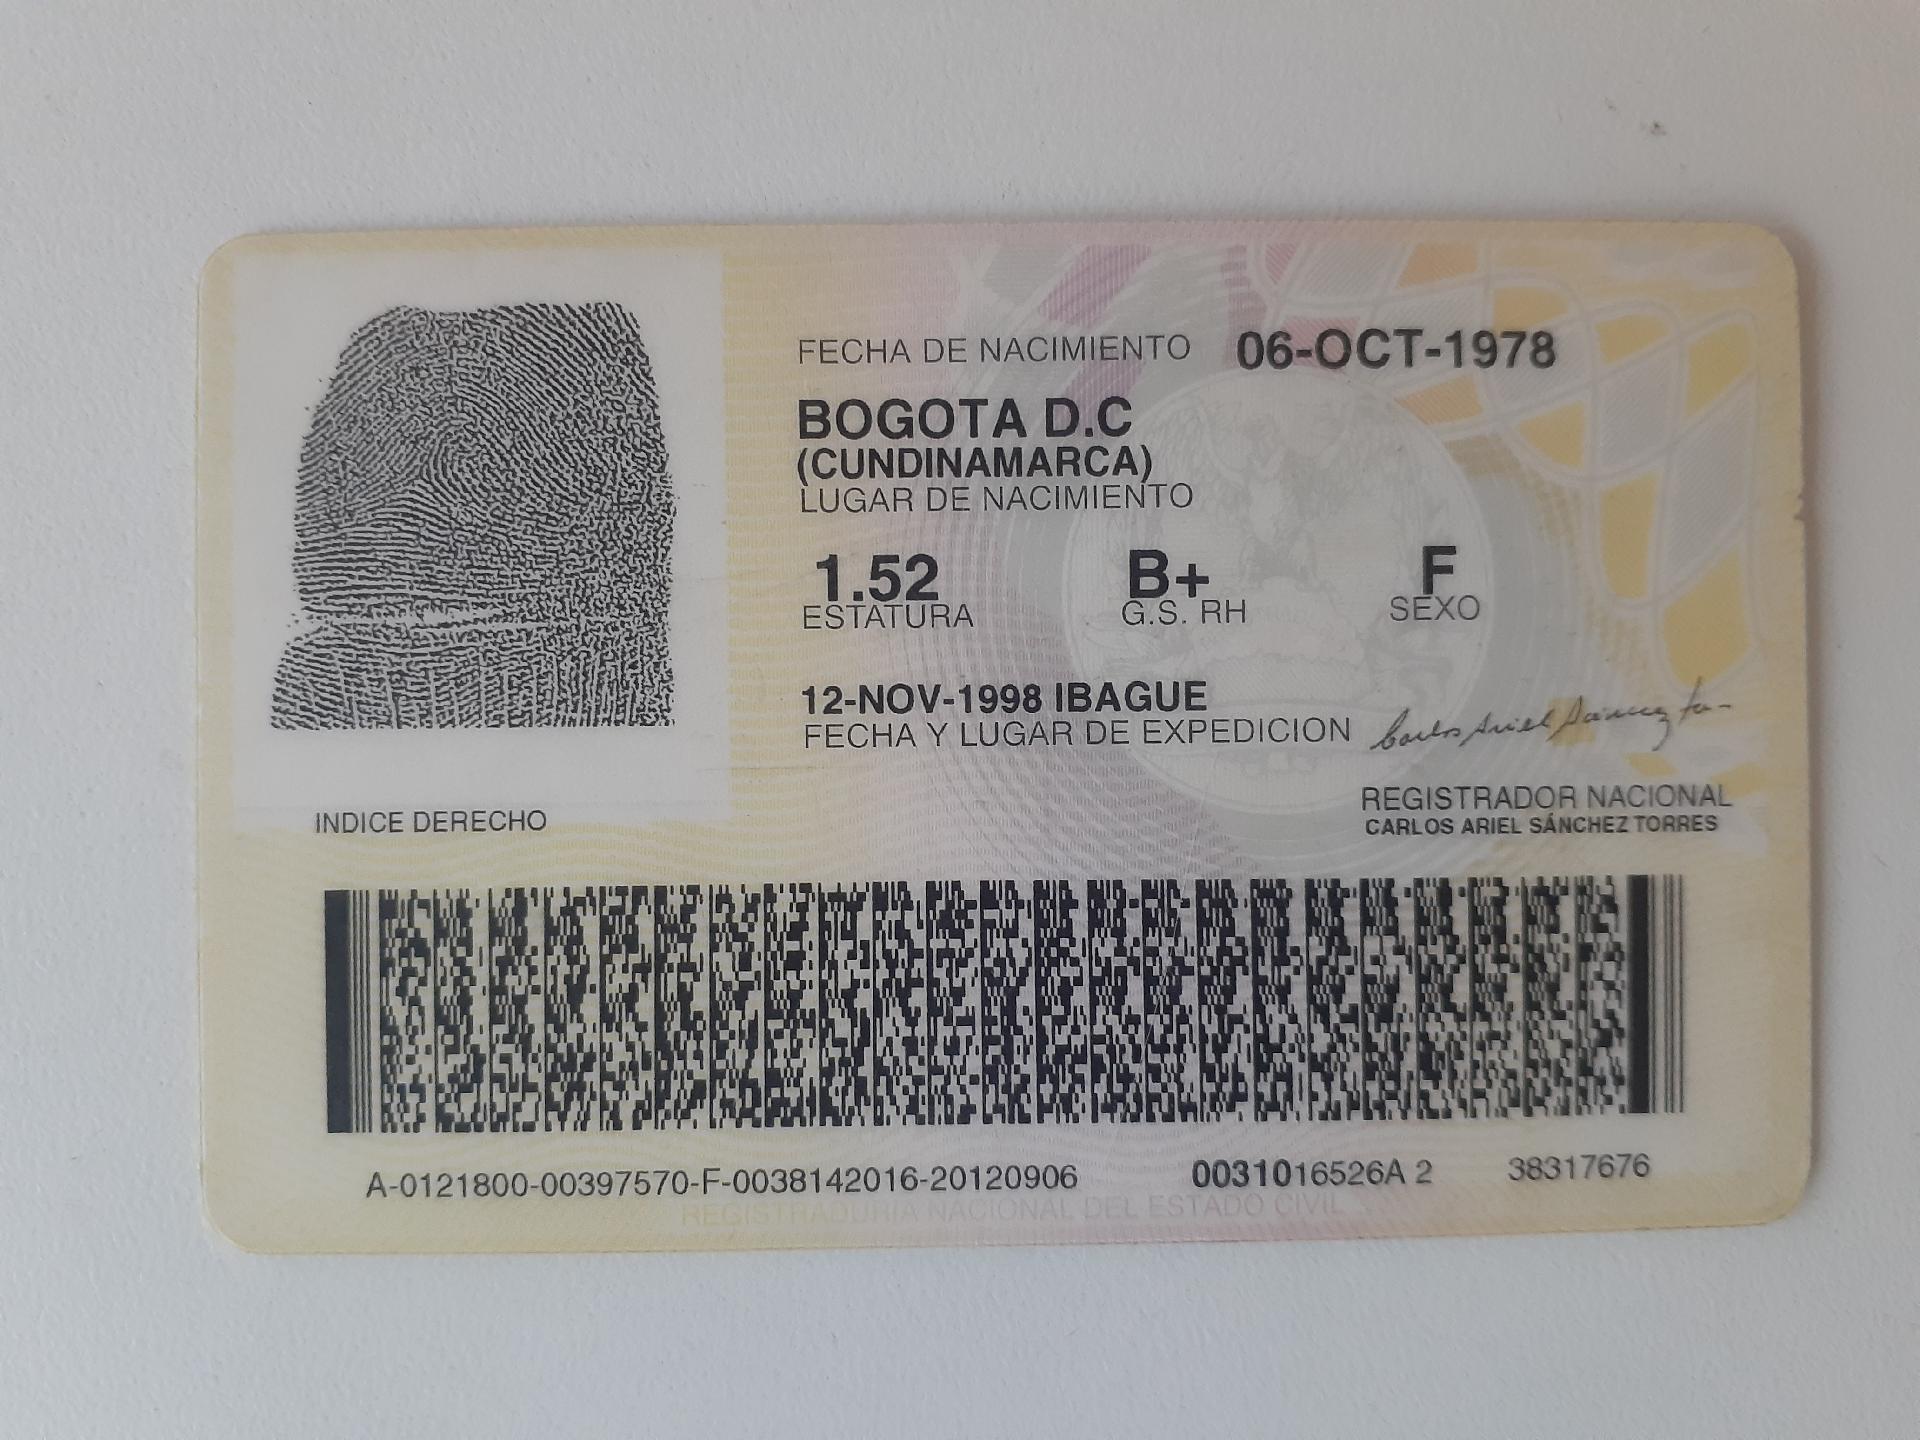 FECHA DE NACIMIENTO 06-OCT-1978
BOGOTA D.C
(CUNDINAMARCA)
LUGAR DE NACIMIENTO
1.52 B+ F
ESTATURA G.S. RH SEXO
12-NOV-1998 IBAGUE
FECHA Y LUGAR DE EXPEDICION
Carlos Ariel Sánchez
REGISTRADOR NACIONAL
CARLOS ARIEL SÁNCHEZ TORRES
INDICE DERECHO
A-0121800-00397570-F-0038142016-20120906 0031016526A 2 38317676
REGISTRADURIA NACIONAL DEL ESTADO CIVIL